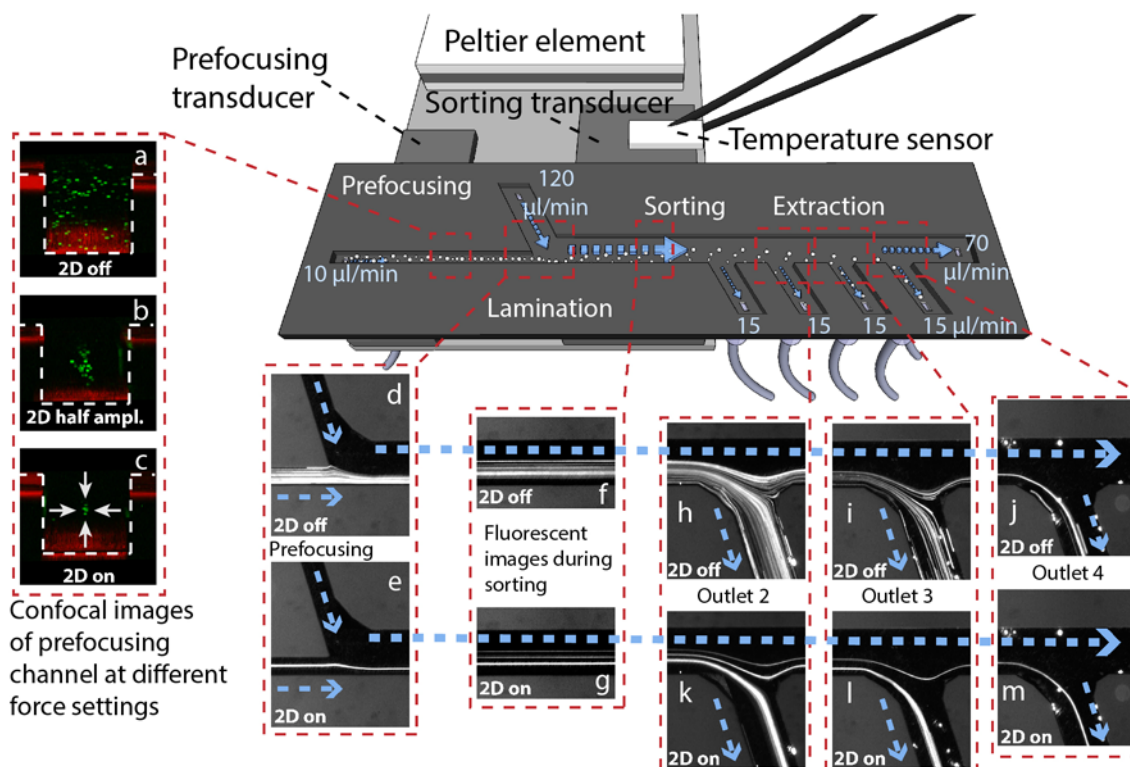 Peltier element
Prefocusing
transducer
Sorting transducer
Temperature sensor
a
2D off
b
2D half ampl.
c
2D on
Confocal images
of prefocusing
channel at different
force settings
Prefocusing
120
µl/min
Sorting
Extraction
10 µl/min
Lamination
70
µl/min
15
15
15
15 µl/min
d
2D off
Prefocusing
e
2D on
f
2D off
Fluorescent
images during
sorting
g
2D on
h
2D off
Outlet 2
k
2D on
i
2D off
Outlet 3
l
2D on
j
2D off
Outlet 4
m
2D on